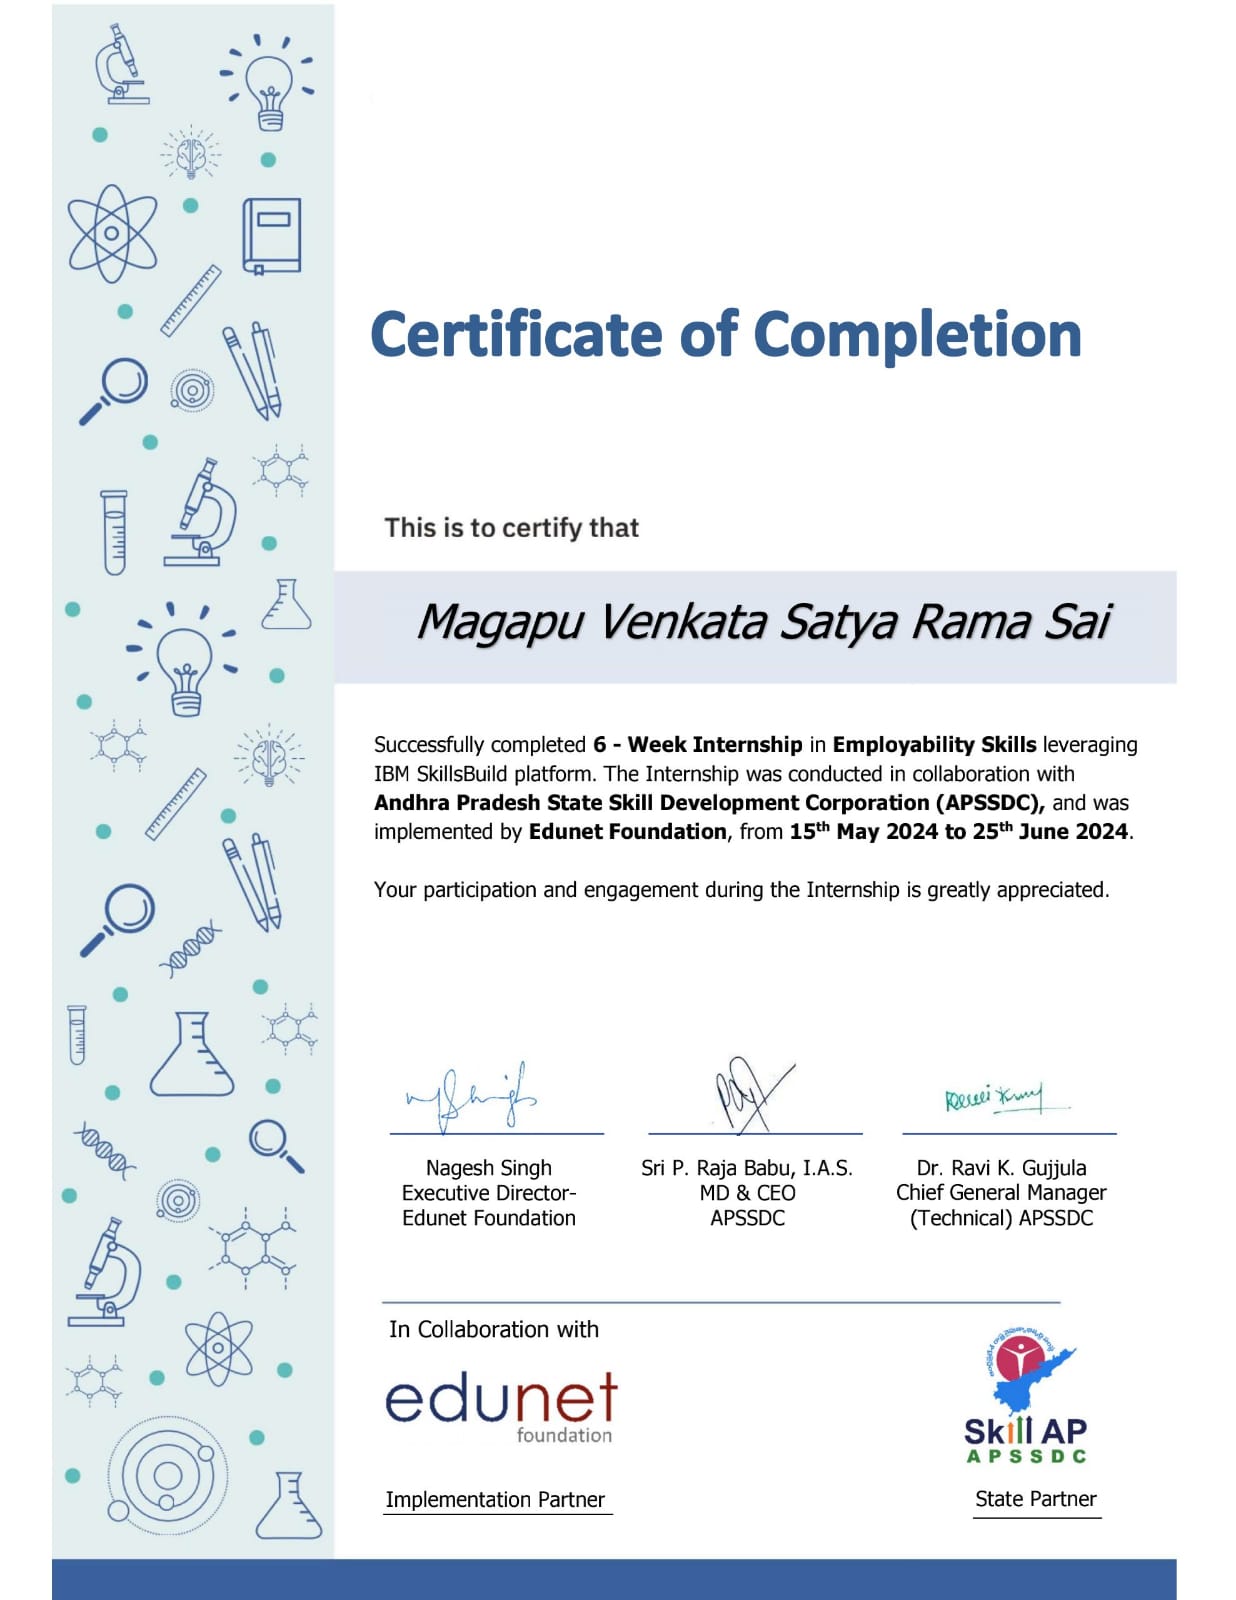 Certificate of Completion
This is to certify that
Magapu Venkata Satya Rama Sai
Successfully completed 6 - Week Internship in Employability Skills leveraging
IBM SkillsBuild platform. The Internship was conducted in collaboration with
Andhra Pradesh State Skill Development Corporation (APSSDC), and was
implemented by Edunet Foundation, from 15th May 2024 to 25th June 2024.
Your participation and engagement during the Internship is greatly appreciated.
Nagesh Singh
Executive Director-
Edunet Foundation
Sri P. Raja Babu, I.A.S.
MD & CEO
APSSDC
Dr. Ravi K. Gujjula
Chief General Manager
(Technical) APSSDC
In Collaboration with
edunet
foundation
Implementation Partner
Skill AP
APSSDC
State Partner